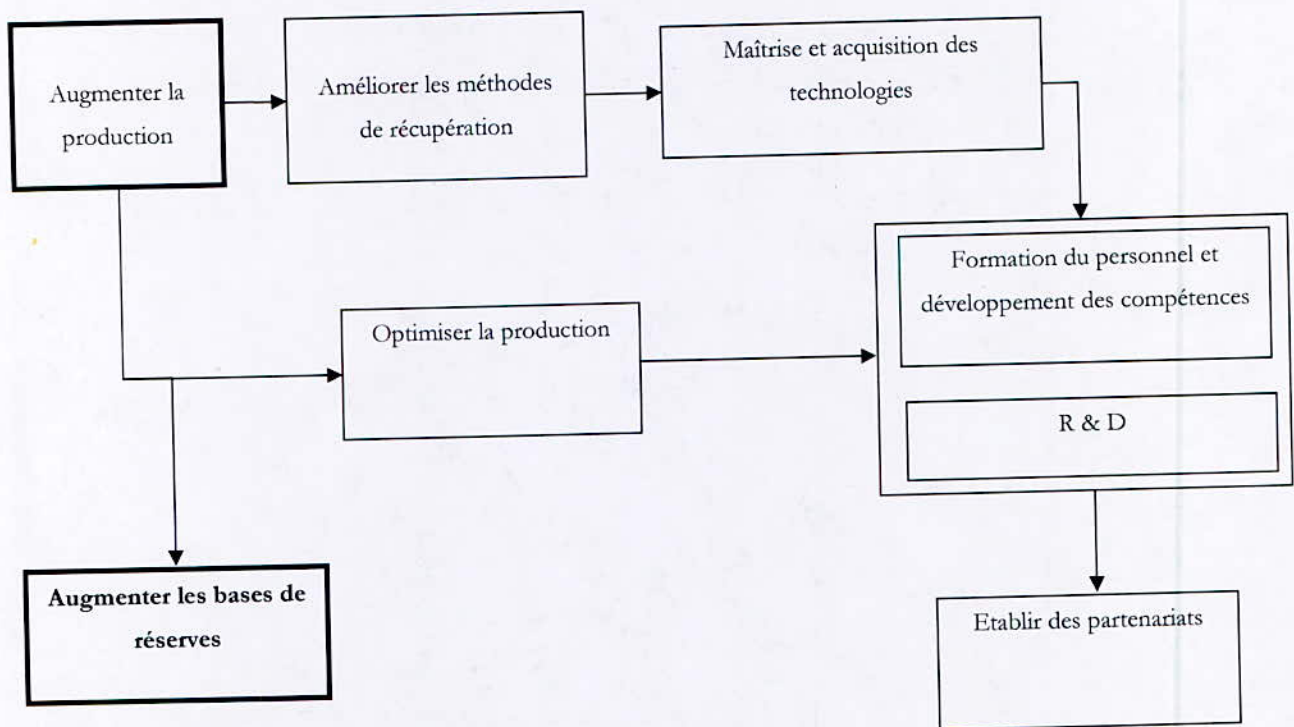 Augmenter la
production
Améliorer les méthodes
de récupération
Maîtrise et acquisition des
technologies
Formation du personnel et
développement des compétences
Optimiser la production
R & D
Augmenter les bases de
réserves
Etablir des partenariats